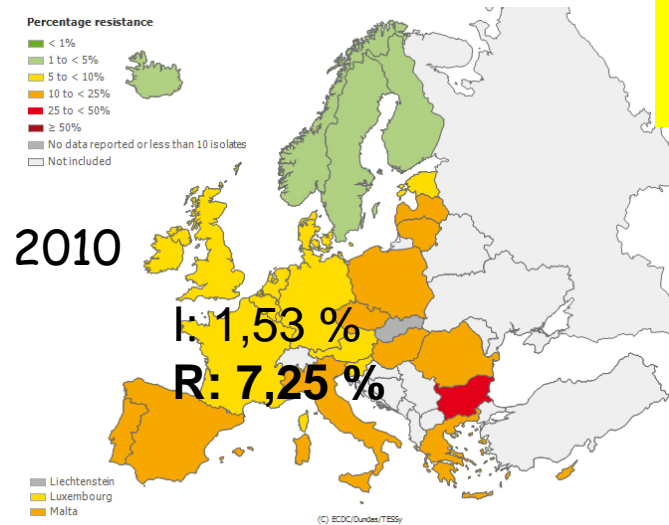 Percentage resistance
< 1%
1 to < 5%
5 to < 10%
10 to < 25%
25 to < 50%
≥ 50%
No data reported or less than 10 isolates
Not included
2010
I: 1,53 %
R: 7,25 %
Liechtenstein
Luxembourg
Malta
(C) ECDC/Dundas/TESSy